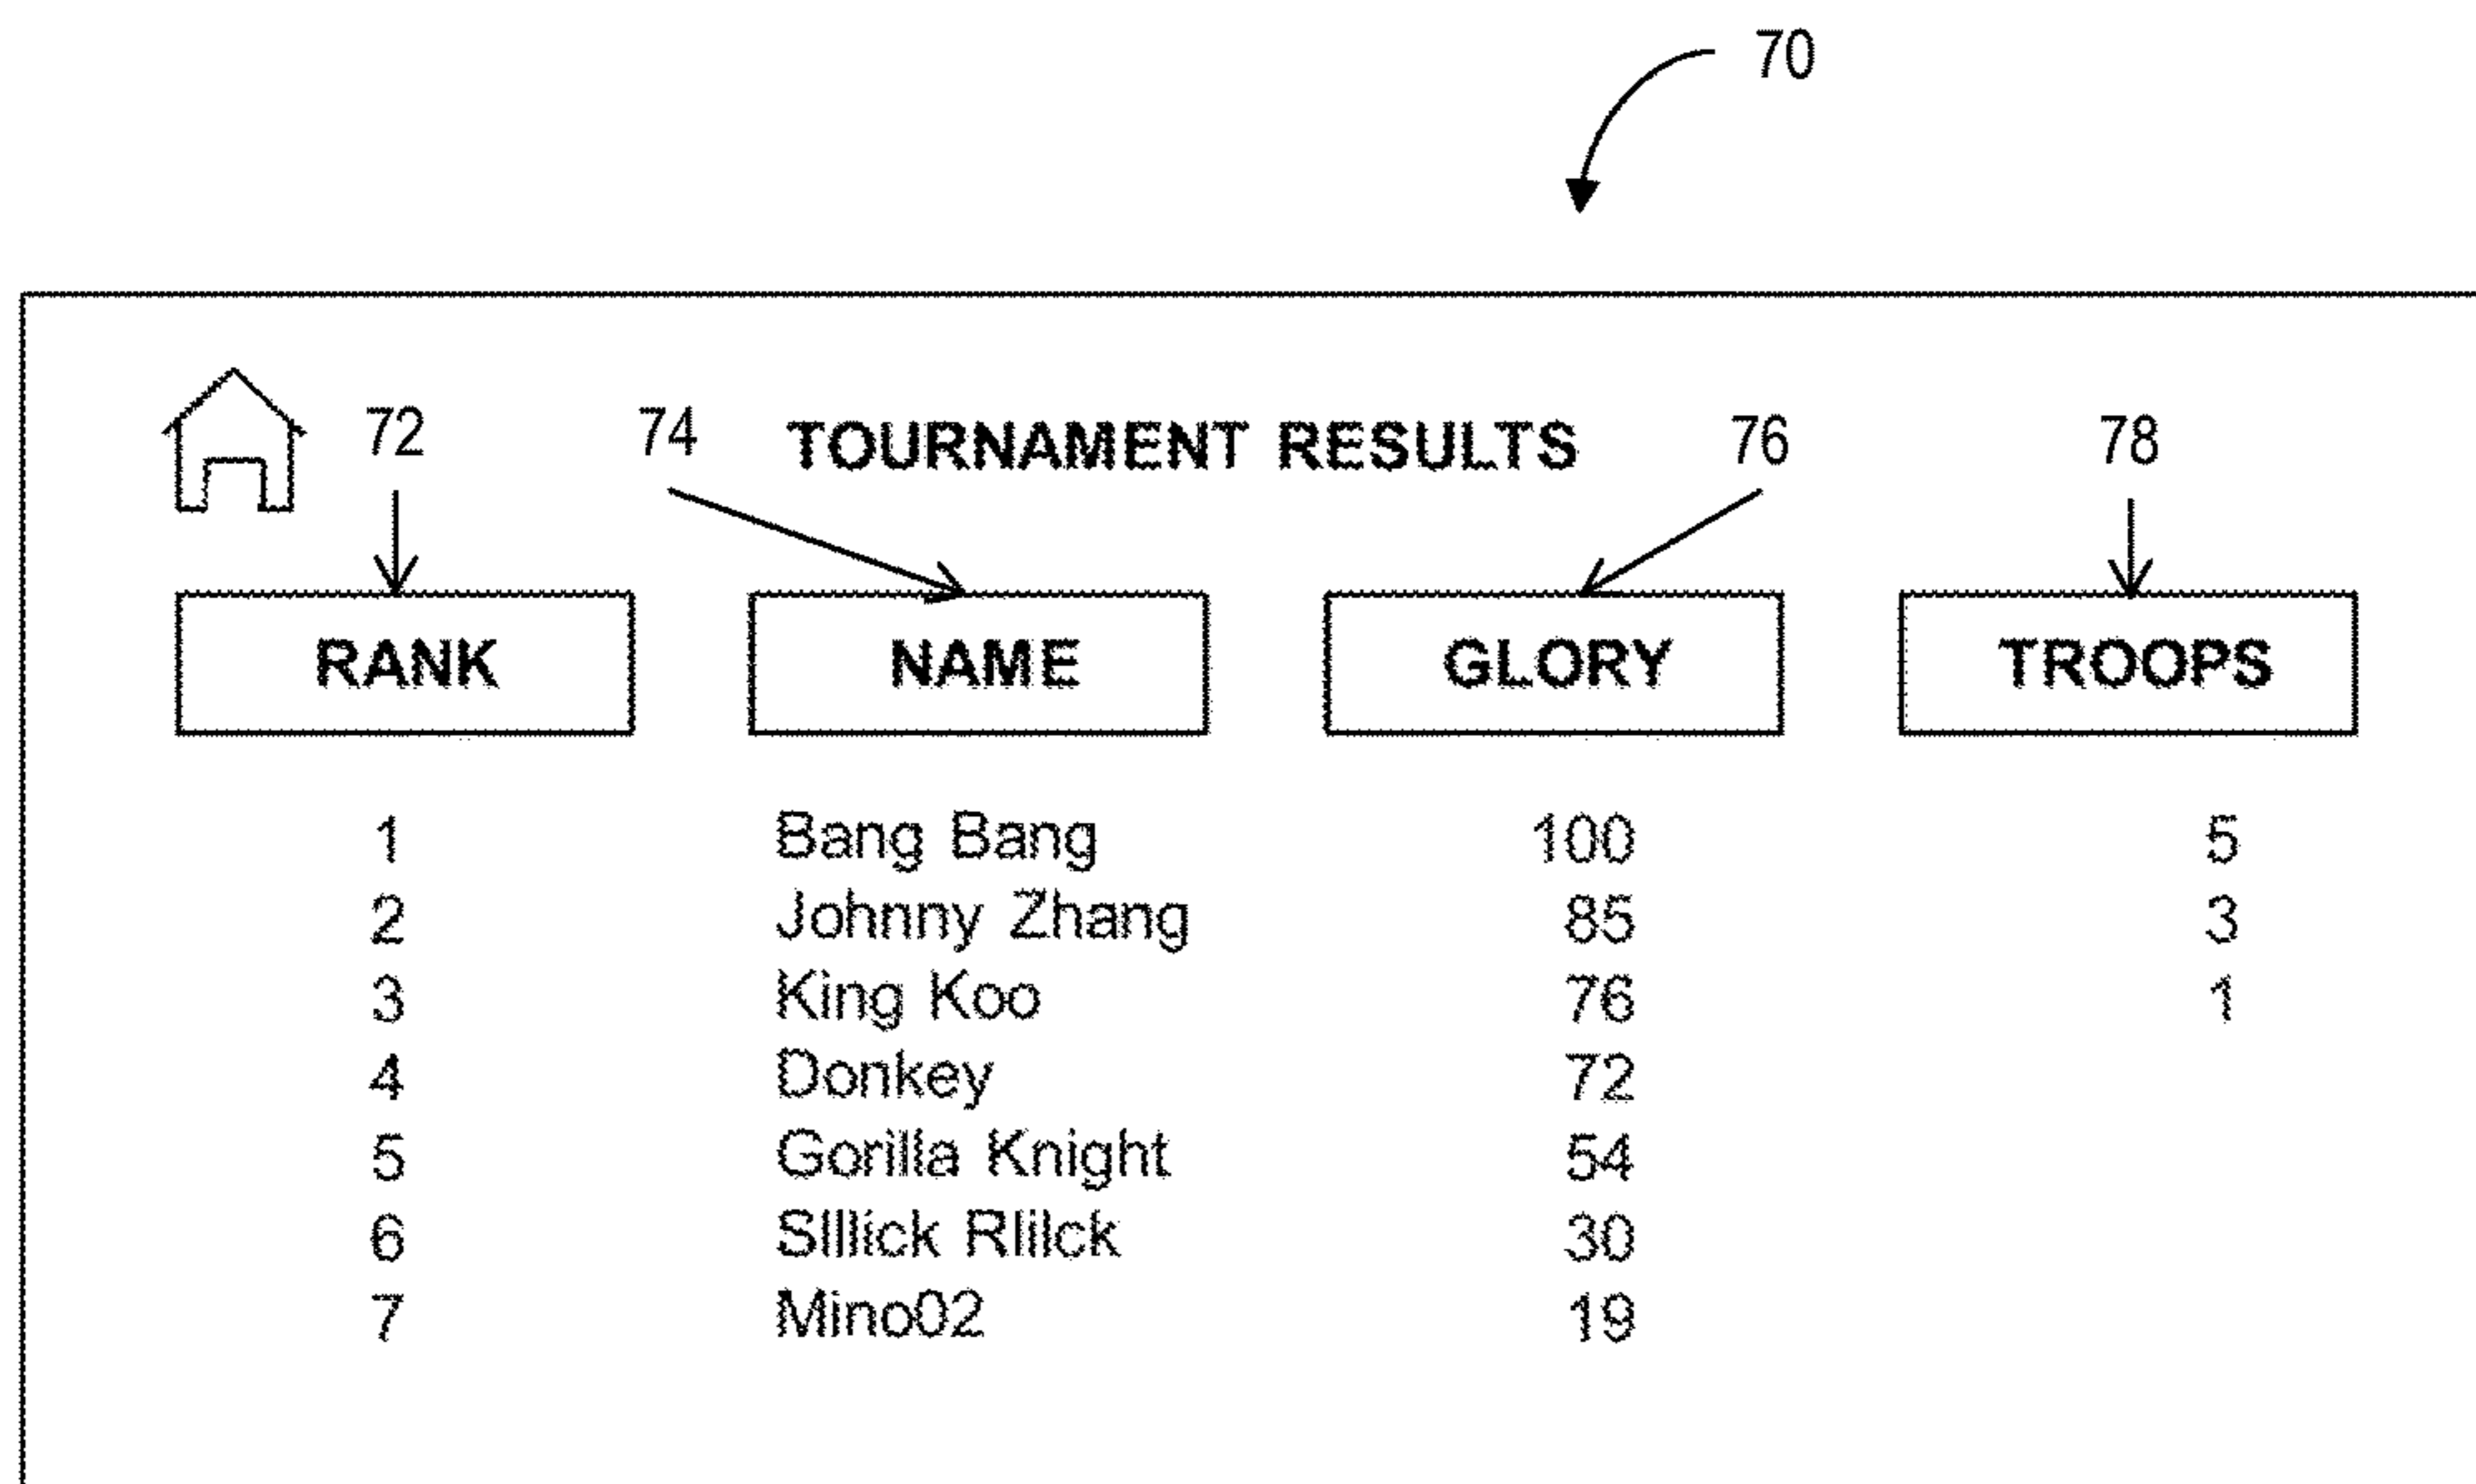 70
72 74 TOURNAMENT RESULTS 76 78
RANK NAME GLORY TROOPS
1 Bang Bang 100 5
2 Johnny Zhang 85 3
3 King Koo 76 1
4 Donkey 72
5 Gorilla Knight 54
6 Slllick Rlilck 30
7 Mino02 19